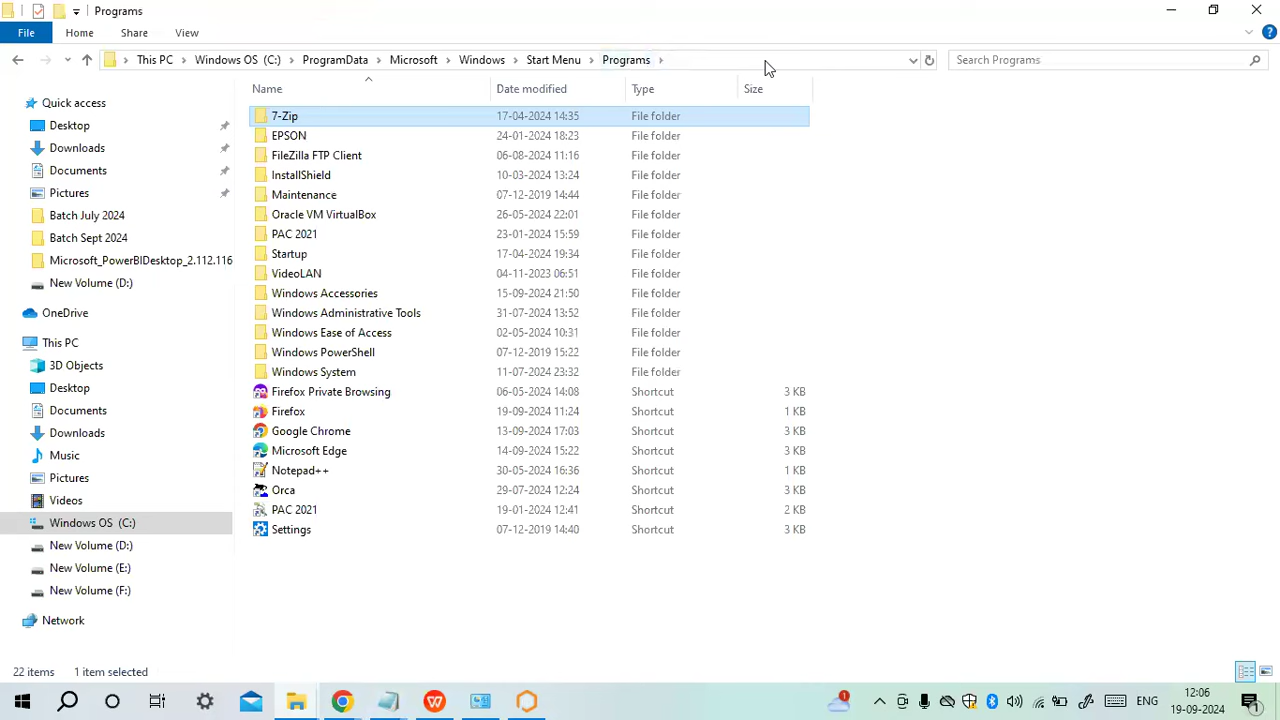 Programs
File Home Share View
This PC Windows OS (C:) ProgramData Microsoft Windows Start Menu Programs Search Programs
Name Date modified Type Size
Quick access
Desktop
Downloads
Documents
Pictures
Batch July 2024
Batch Sept 2024
Microsoft_PowerBIDesktop_2.112.116
New Volume (D:)
OneDrive
This PC
3D Objects
Desktop
Documents
Downloads
Music
Pictures
Videos
Windows OS (C:)
New Volume (D:)
New Volume (E:)
New Volume (F:)
Network
7-Zip 17-04-2024 14:35 File folder
EPSON 24-01-2024 18:23 File folder
FileZilla FTP Client 06-08-2024 11:16 File folder
InstallShield 10-03-2024 13:24 File folder
Maintenance 07-12-2019 14:44 File folder
Oracle VM VirtualBox 26-05-2024 22:01 File folder
PAC 2021 23-01-2024 15:59 File folder
Startup 17-04-2024 19:34 File folder
VideoLAN 04-11-2023 06:51 File folder
Windows Accessories 15-09-2024 21:50 File folder
Windows Administrative Tools 31-07-2024 13:52 File folder
Windows Ease of Access 02-05-2024 10:31 File folder
Windows PowerShell 07-12-2019 15:22 File folder
Windows System 11-07-2024 23:32 File folder
Firefox Private Browsing 06-05-2024 14:08 Shortcut 3 KB
Firefox 19-09-2024 11:24 Shortcut 1 KB
Google Chrome 13-09-2024 17:03 Shortcut 3 KB
Microsoft Edge 14-09-2024 15:22 Shortcut 3 KB
Notepad++ 30-05-2024 16:36 Shortcut 1 KB
Orca 29-07-2024 12:24 Shortcut 3 KB
PAC 2021 19-01-2024 12:41 Shortcut 2 KB
Settings 07-12-2019 14:40 Shortcut 3 KB
22 items 1 item selected
1 ENG 12:06
19-09-2024 1